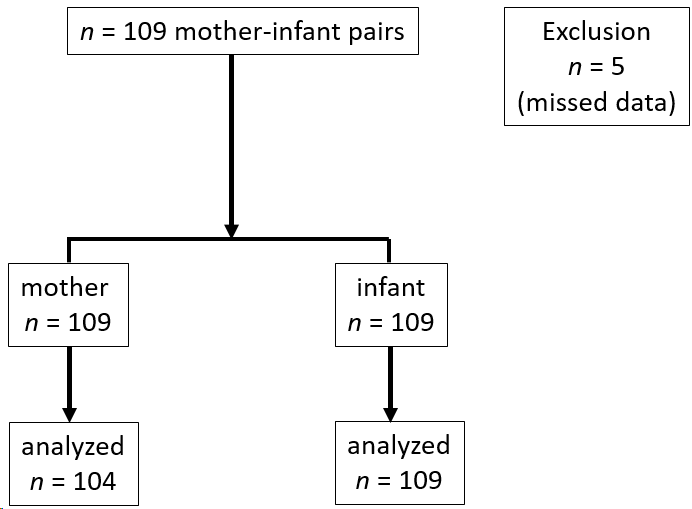 n = 109 mother-infant pairs
Exclusion
n = 5
(missed data)
mother
n = 109
infant
n = 109
analyzed
n = 104
analyzed
n = 109